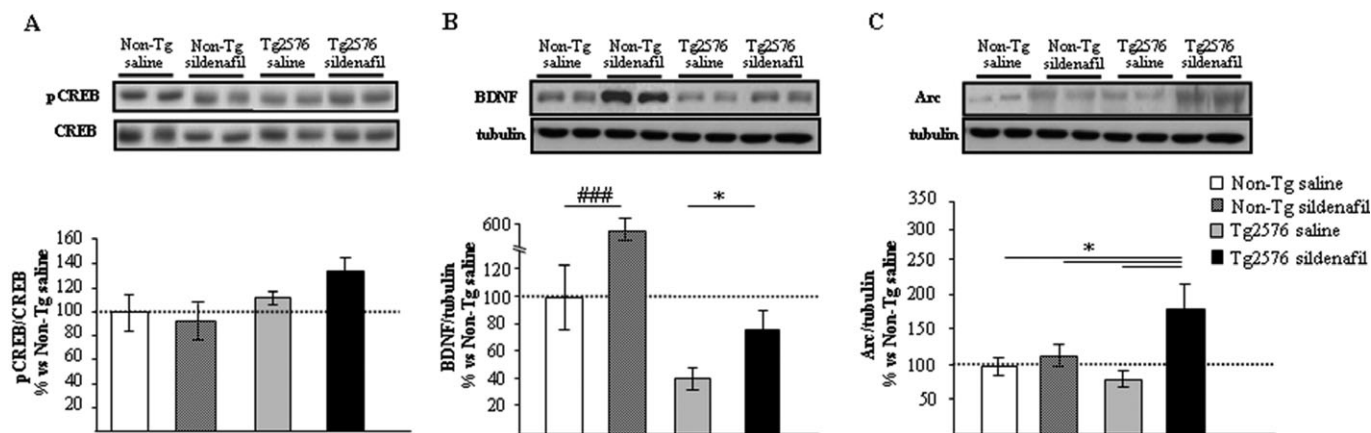 A
Non-Tg saline
Non-Tg sildenafil
Tg2576 saline
Tg2576 sildenafil
pCREB
CREB
pCREB/CREB
% vs Non-Tg saline
160
140
120
100
80
60
40
20
B
Non-Tg saline
Non-Tg sildenafil
Tg2576 saline
Tg2576 sildenafil
BDNF
tubulin
BDNF/tubulin
% vs Non-Tg saline
600
120
100
80
60
40
20
###
*
C
Non-Tg saline
Non-Tg sildenafil
Tg2576 saline
Tg2576 sildenafil
Arc
tubulin
Arc/tubulin
% vs Non-Tg saline
350
300
250
200
150
100
50
*
Non-Tg saline
Non-Tg sildenafil
Tg2576 saline
Tg2576 sildenafil